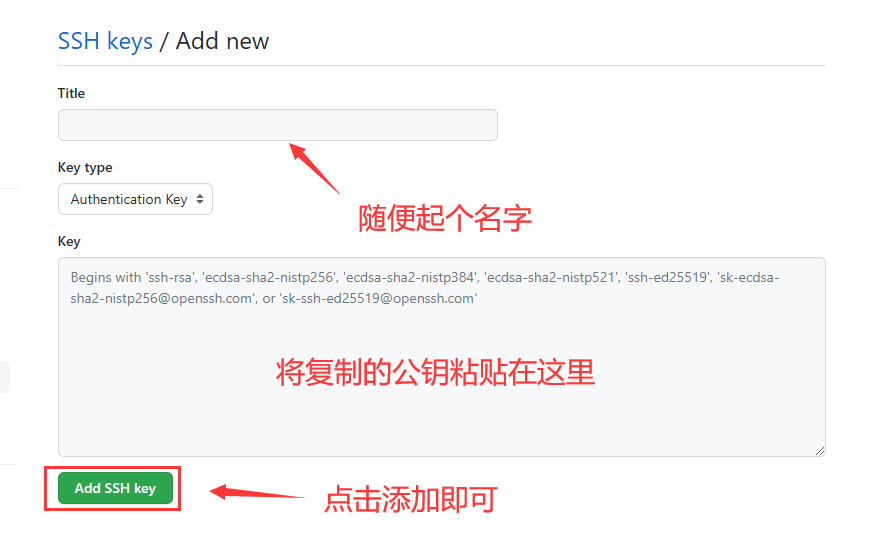 SSH keys / Add new
Title
Key type
Authentication Key
随便起个名字
Key
Begins with 'ssh-rsa', 'ecdsa-sha2-nistp256', 'ecdsa-sha2-nistp384', 'ecdsa-sha2-nistp521', 'ssh-ed25519', 'sk-ecdsa-
sha2-nistp256@openssh.com', or 'sk-ssh-ed25519@openssh.com'
将复制的公钥粘贴在这里
Add SSH key
点击添加即可